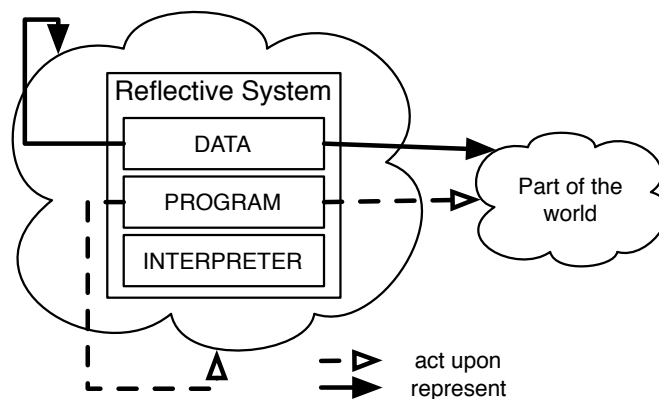 Reflective System
DATA
PROGRAM
INTERPRETER
Part of the
world
act upon
represent